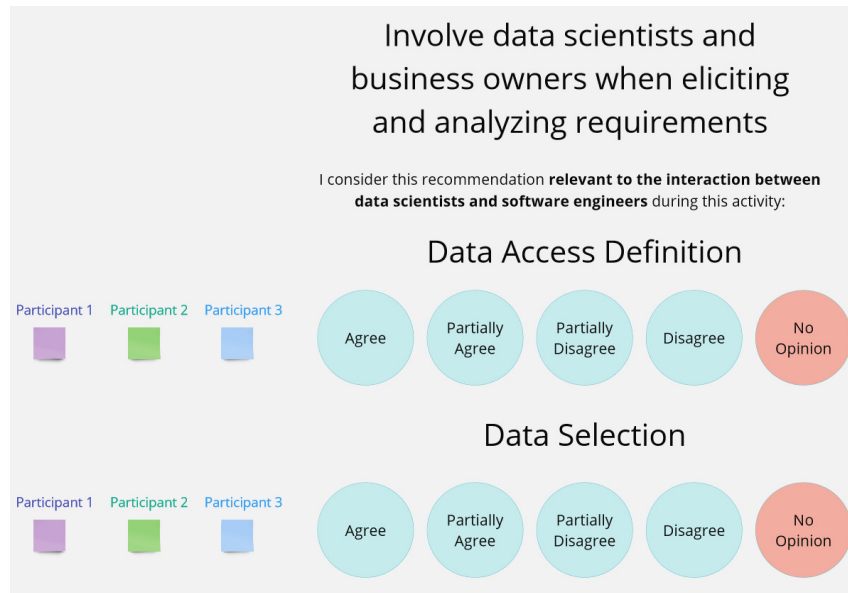 Involve data scientists and
business owners when eliciting
and analyzing requirements
I consider this recommendation relevant to the interaction between
data scientists and software engineers during this activity:
Data Access Definition
Participant 1 Participant 2 Participant 3
Agree
Partially
Agree
Partially
Disagree
Disagree
No
Opinion
Data Selection
Participant 1 Participant 2 Participant 3
Agree
Partially
Agree
Partially
Disagree
Disagree
No
Opinion